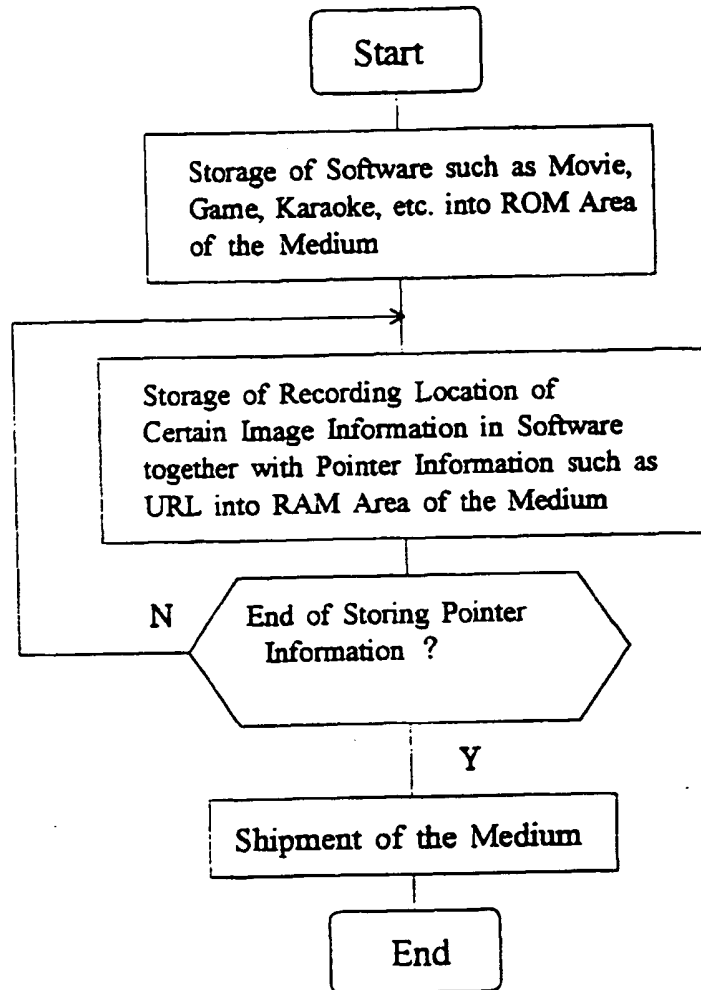 Start
Storage of Software such as Movie,
Game, Karaoke, etc. into ROM Area
of the Medium
Storage of Recording Location of
Certain Image Information in Software
together with Pointer Information such as
URL into RAM Area of the Medium
N
End of Storing Pointer
Information ?
Y
Shipment of the Medium
End